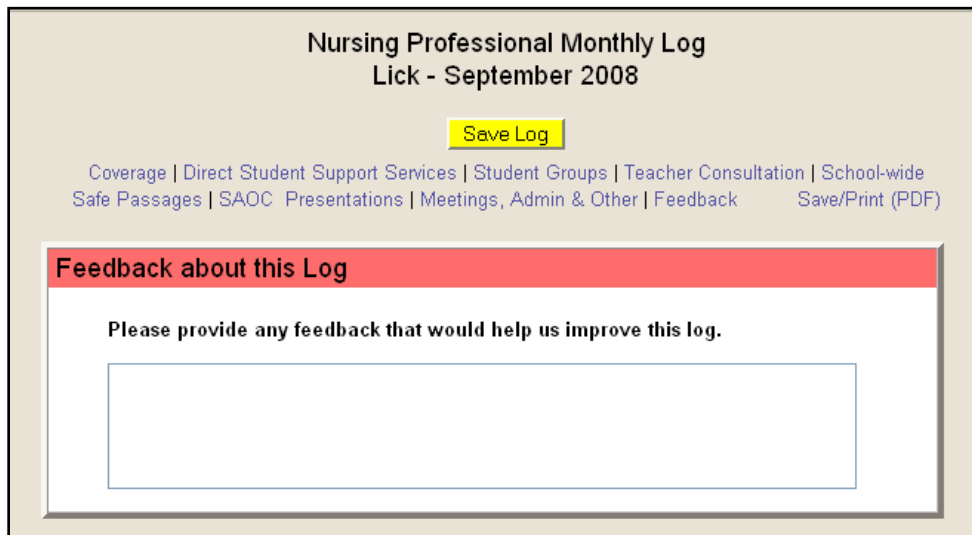 Nursing Professional Monthly Log
Lick - September 2008
Save Log
Coverage | Direct Student Support Services | Student Groups | Teacher Consultation | School-wide
Safe Passages | SAOC Presentations | Meetings, Admin & Other | Feedback Save/Print (PDF)
Feedback about this Log
Please provide any feedback that would help us improve this log.